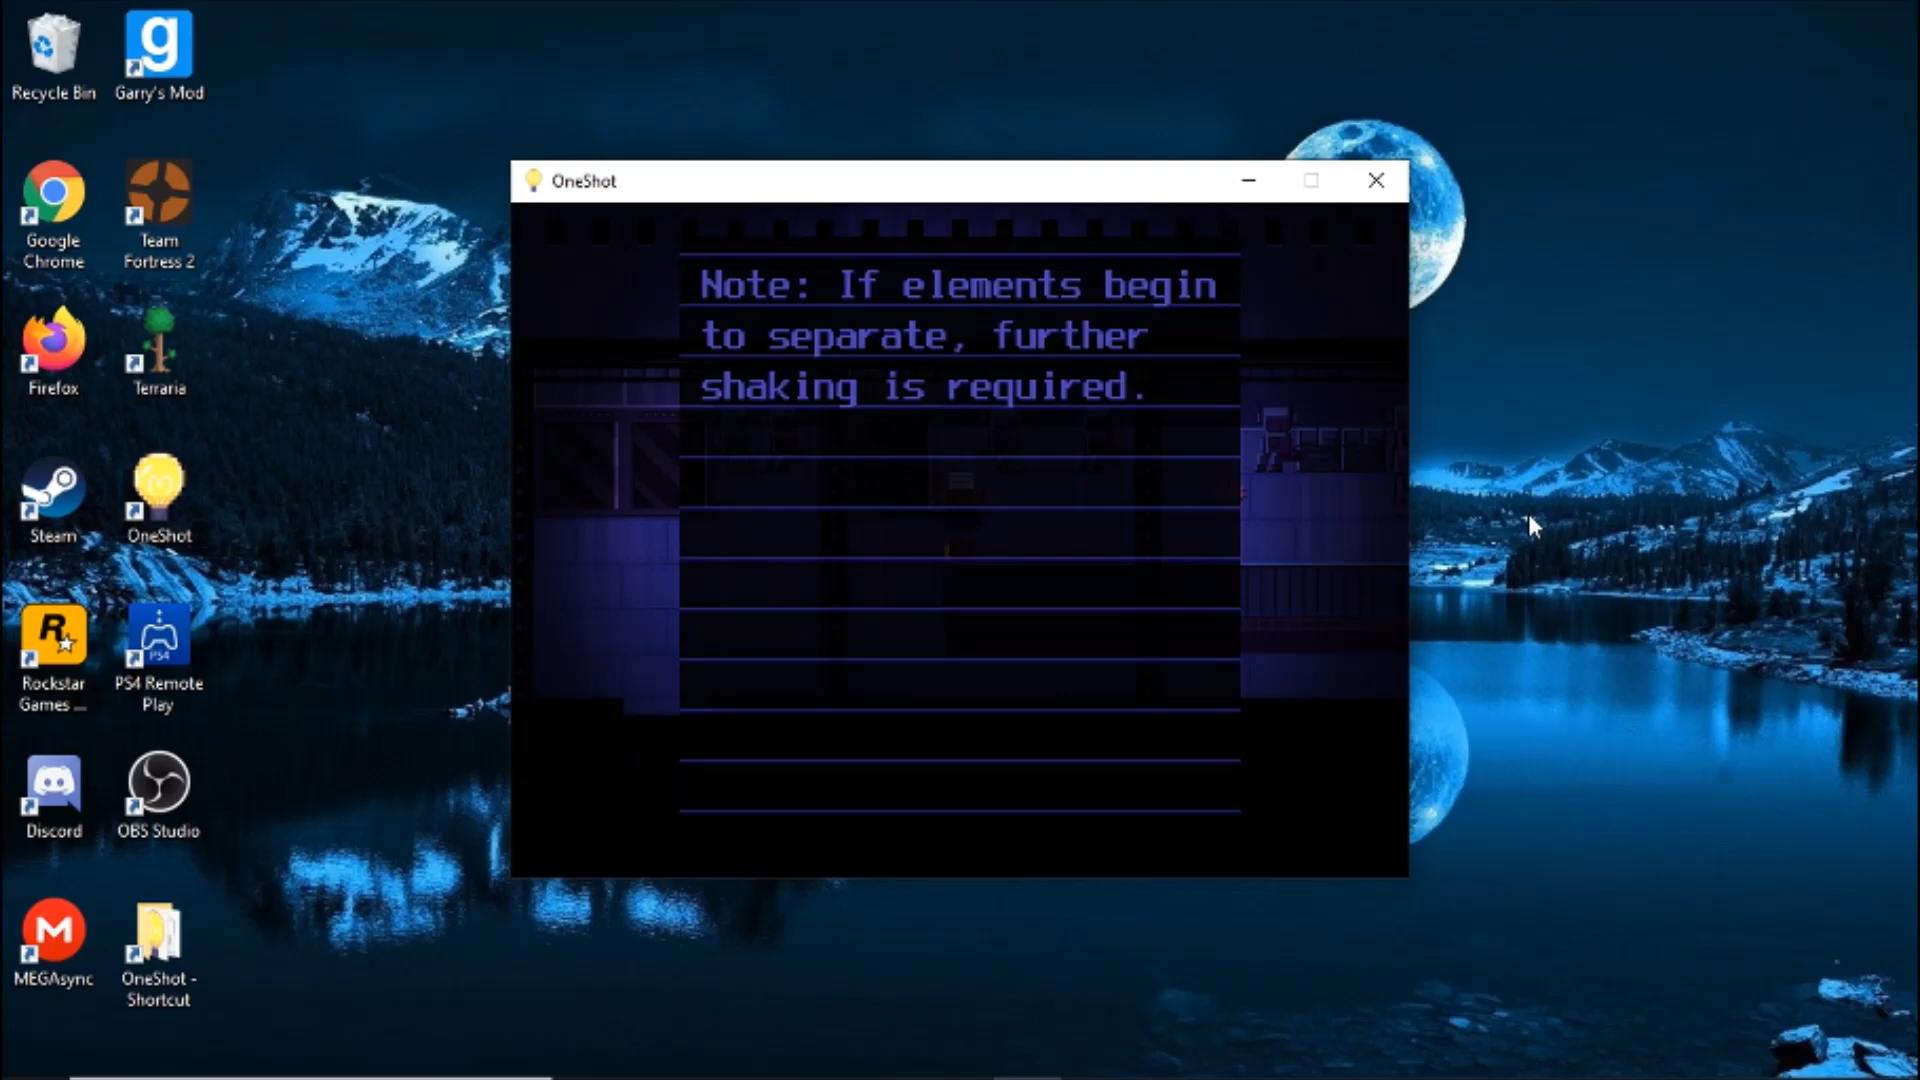 Recycle Bin
Garry's Mod
Google
Chrome
Team
Fortress 2
Firefox
Terraria
Steam
OneShot
Rockstar
Games ...
PS4
PS4 Remote
Play
Discord
OBS Studio
MEGAsync
OneShot -
Shortcut
OneShot
Note: If elements begin
to separate, further
shaking is required.